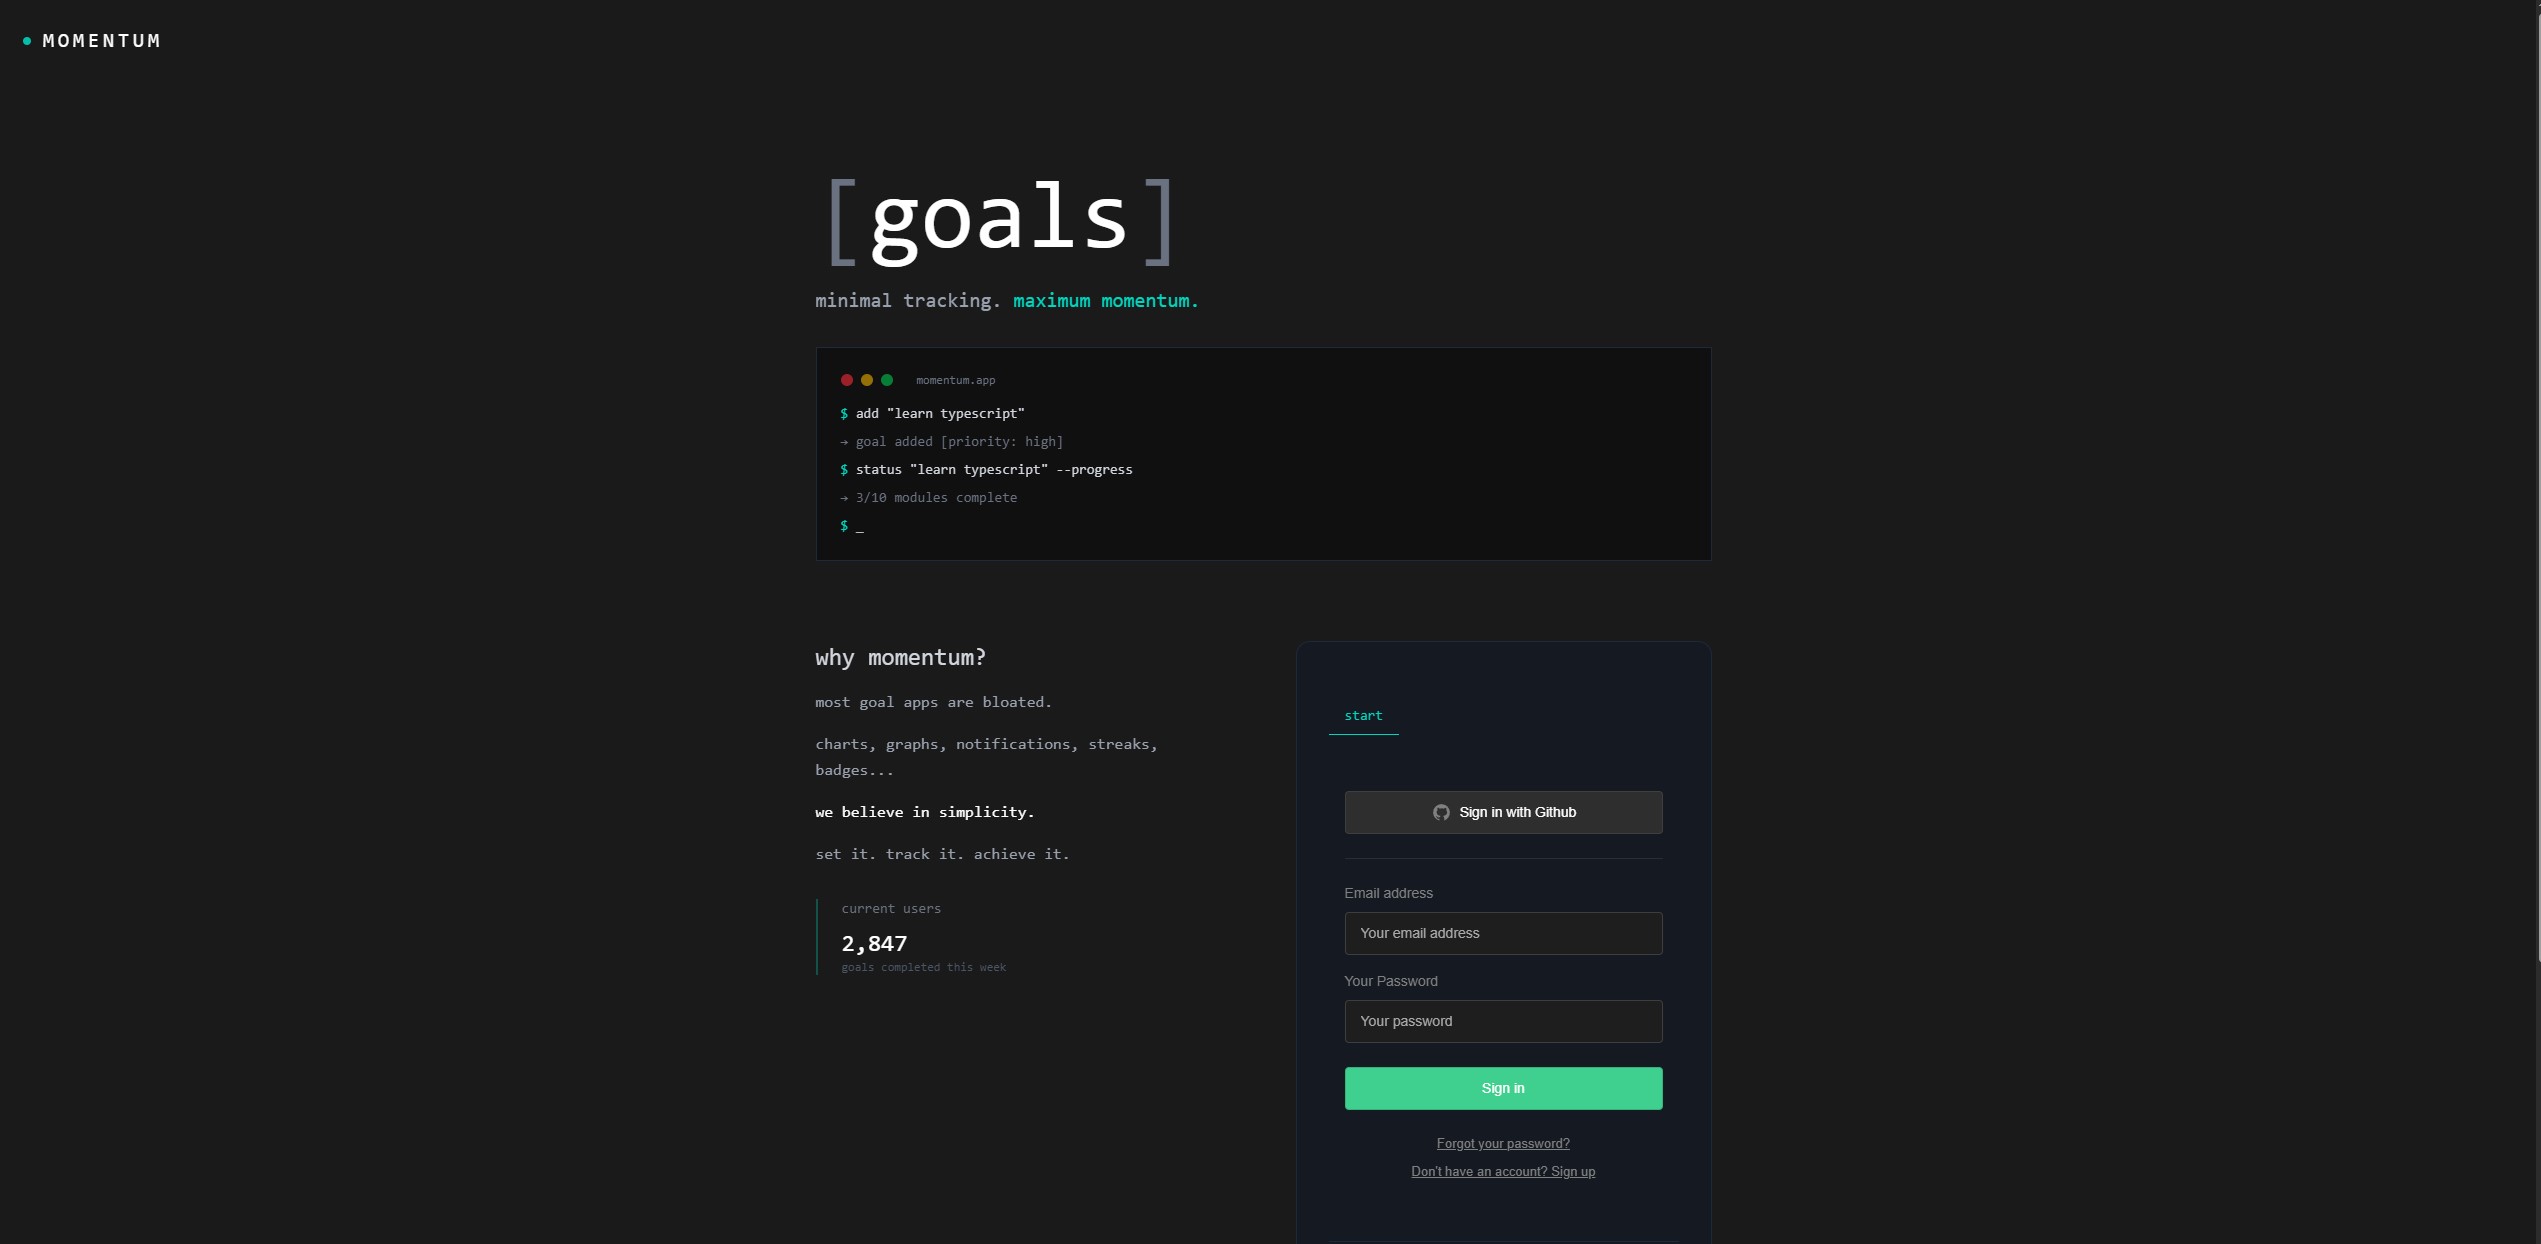 MOMENTUM
[goals]
minimal tracking. maximum momentum.
momentum.app
$ add "learn typescript"
→ goal added [priority: high]
$ status "learn typescript" --progress
→ 3/10 modules complete
$ _
why momentum?
most goal apps are bloated.
charts, graphs, notifications, streaks,
badges...
we believe in simplicity.
set it. track it. achieve it.
current users
2,847
goals completed this week
start
Sign in with Github
Email address
Your email address
Your Password
Your password
Sign in
Forgot your password?
Don't have an account? Sign up